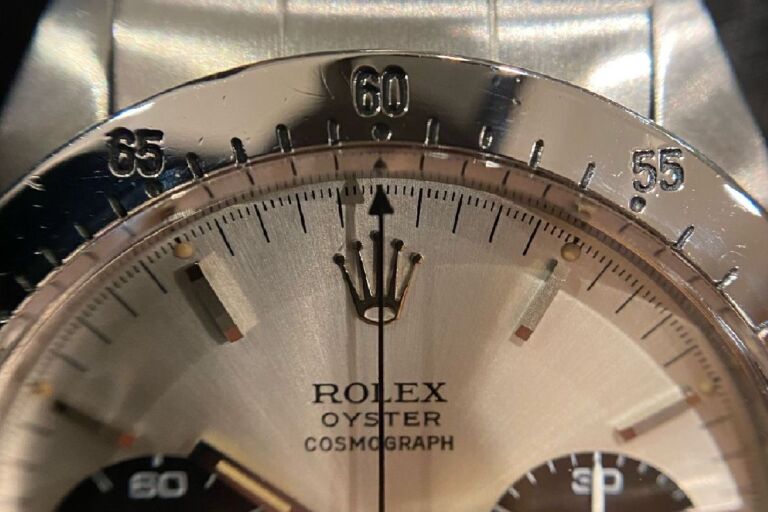 65 60 55
ROLEX
OYSTER
COSMOGRAPH
60 30